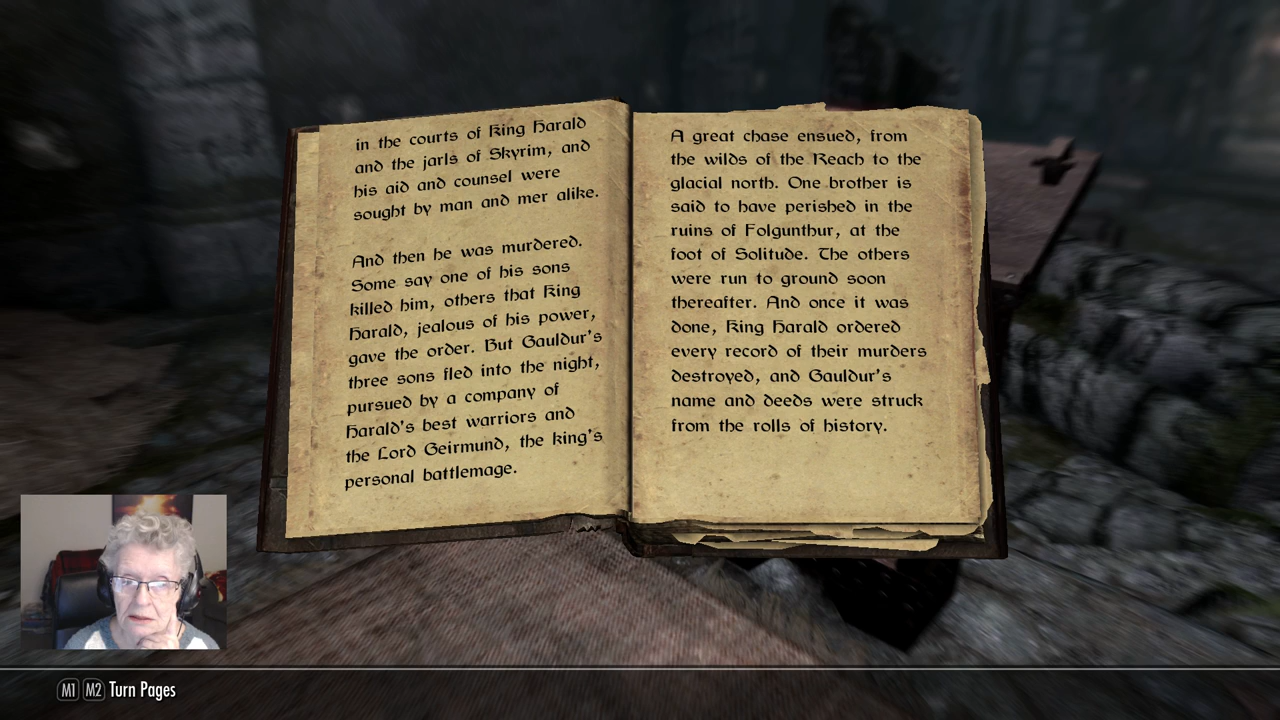 in the courts of King Harald
and the jarls of Skyrim, and
his aid and counsel were
sought by man and mer alike.
And then he was murdered.
Some say one of his sons
killed him, others that King
Harald, jealous of his power,
gave the order. But Gauldur's
three sons fled into the night,
pursued by a company of
Harald's best warriors and
the Lord Geirmund, the king's
personal battlemage.
A great chase ensued, from
the wilds of the Reach to the
glacial north. One brother is
said to have perished in the
ruins of Folgunthur, at the
foot of Solitude. The others
were run to ground soon
thereafter. And once it was
done, King Harald ordered
every record of their murders
destroyed, and Gauldur's
name and deeds were struck
from the rolls of history.
M1 M2 Turn Pages